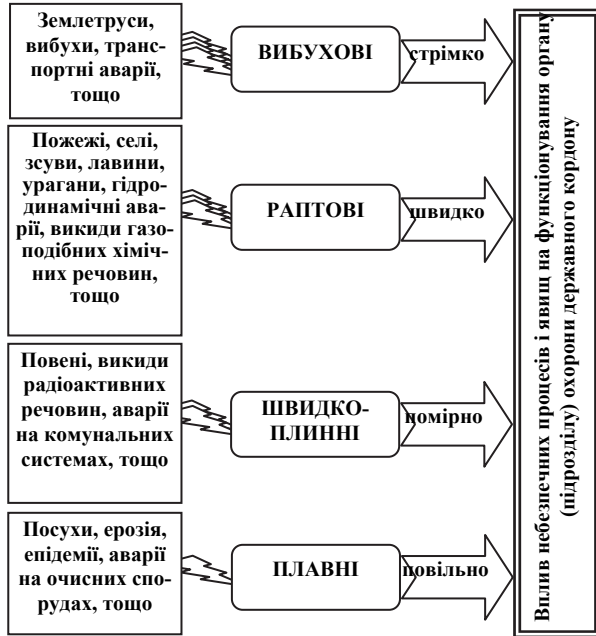 Землетруси,
вибухи, транс-
портні аварії,
тощо
ВИБУХОВІ
стрімко
Пожежі, селі,
зсуви, лавини,
урагани, гідро-
динамічні ава-
рії, викиди газо-
подібних хіміч-
них речовин,
тощо
РАПТОВІ
швидко
Повені, викиди
радіоактивних
речовин, аварії
на комунальних
системах, тощо
ШВИДКО-
ПЛИННІ
помірно
Посухи, ерозія,
епідемії, аварії
на очисних спо-
рудах, тощо
ПЛАВНІ
повільно
Вплив небезпечних процесів і явищ на функціонування органу
(підрозділу) охорони державного кордону